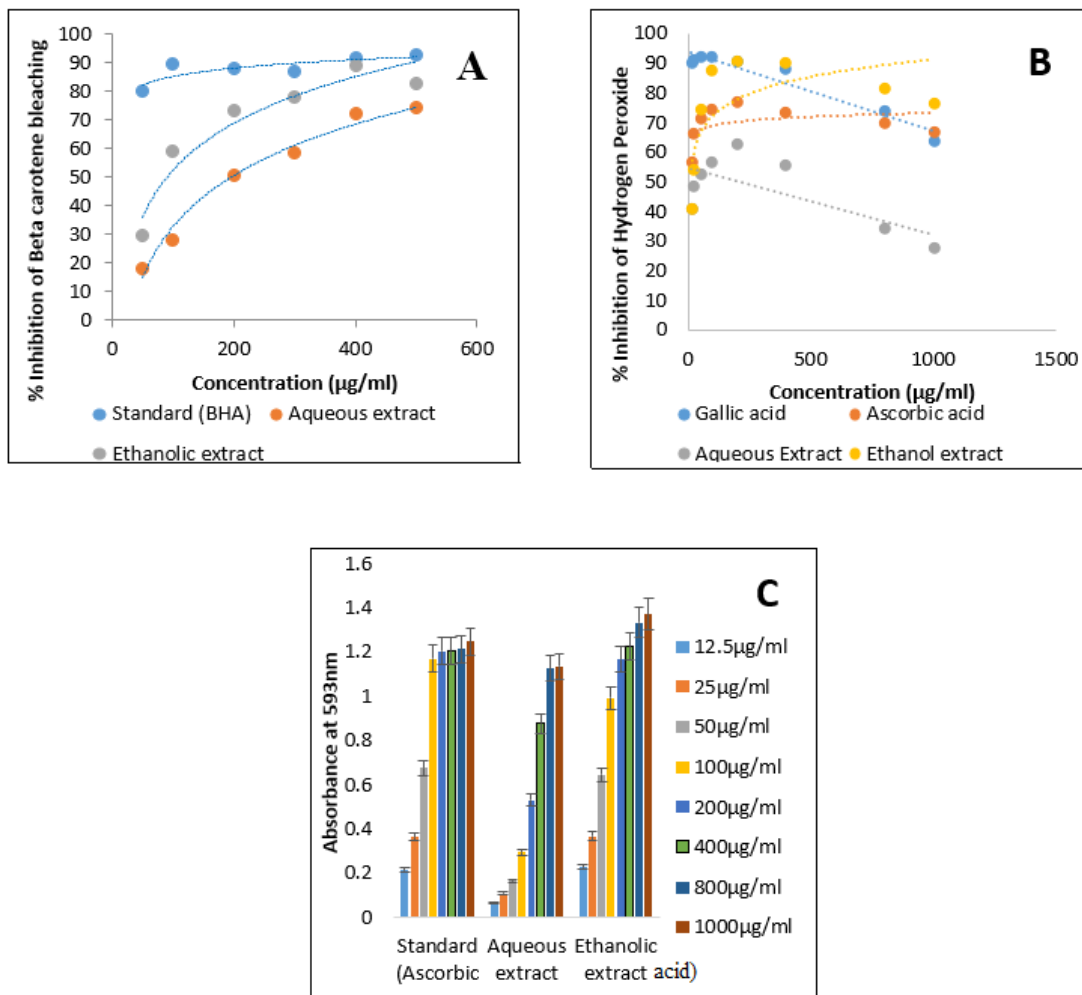 A
% Inhibition of Beta carotene bleaching
100
90
80
70
60
50
40
30
20
10
0
0 200 400 600
Concentration (µg/ml)
Standard (BHA) Aqueous extract
Ethanolic extract
B
% Inhibition of Hydrogen Peroxide
100
90
80
70
60
50
40
30
20
10
0
0 500 1000 1500
Concentration (µg/ml)
Gallic acid Ascorbic acid
Aqueous Extract Ethanol extract
C
Absorbance at 593nm
1.6
1.4
1.2
1
0.8
0.6
0.4
0.2
0
Standard Aqueous Ethanolic
(Ascorbic extract extract acid)
12.5µg/ml
25µg/ml
50µg/ml
100µg/ml
200µg/ml
400µg/ml
800µg/ml
1000µg/ml